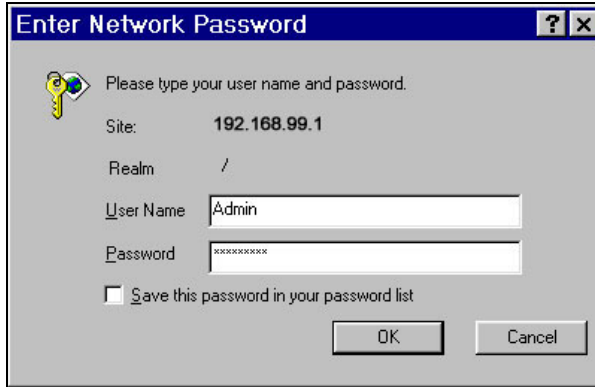 Enter Network Password
Please type your user name and password.
Site: 192.168.99.1
Realm /
User Name Admin
Password *********
Save this password in your password list
OK Cancel